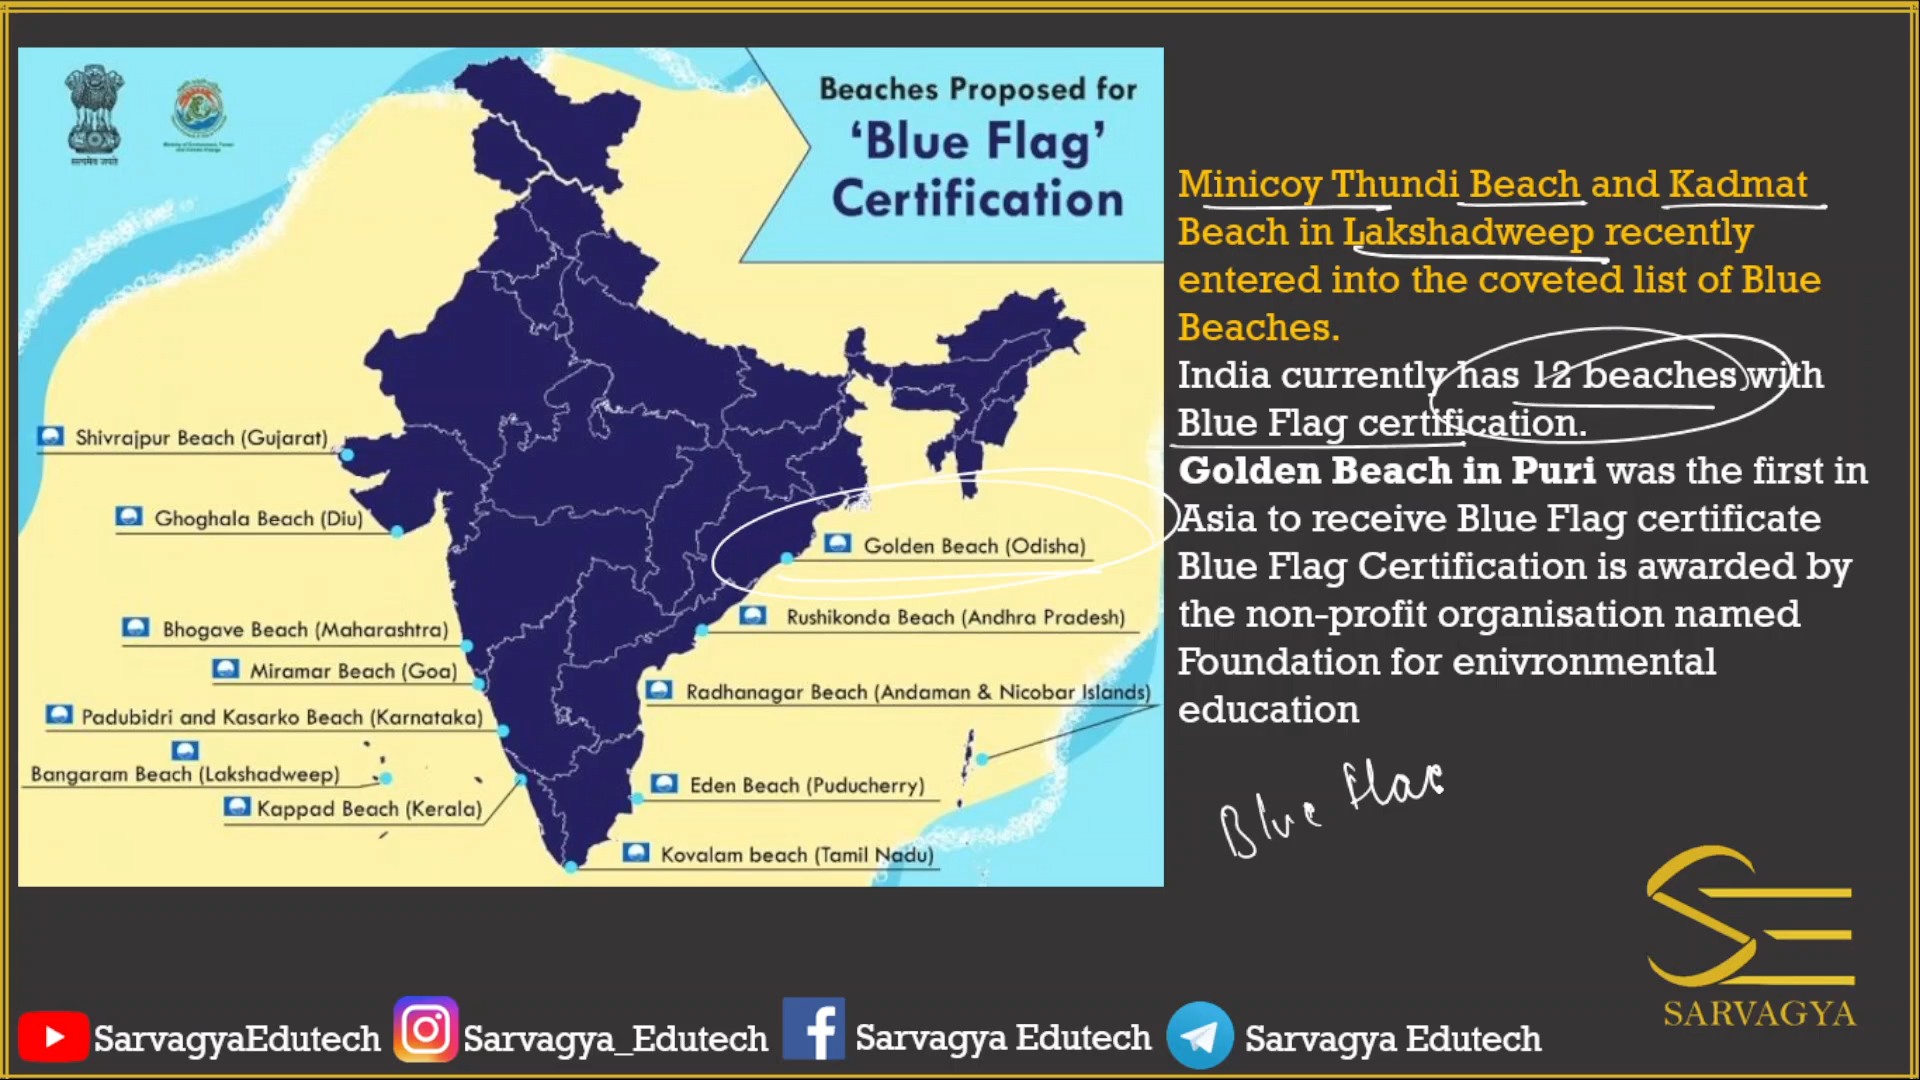 सत्यमेव जयते
Beaches Proposed for
‘Blue Flag’
Certification
Shivrajpur Beach (Gujarat)
Ghoghala Beach (Diu)
Bhogave Beach (Maharashtra)
Miramar Beach (Goa)
Padubidri and Kasarko Beach (Karnataka)
Bangaram Beach (Lakshadweep)
Kappad Beach (Kerala)
Golden Beach (Odisha)
Rushikonda Beach (Andhra Pradesh)
Radhanagar Beach (Andaman & Nicobar Islands)
Eden Beach (Puducherry)
Kovalam beach (Tamil Nadu)
Minicoy Thundi Beach and Kadmat
Beach in Lakshadweep recently
entered into the coveted list of Blue
Beaches.
India currently has 12 beaches with
Blue Flag certification.
Golden Beach in Puri was the first in
Asia to receive Blue Flag certificate
Blue Flag Certification is awarded by
the non-profit organisation named
Foundation for enivronmental
education
Blue Flag
SE
SARVAGYA
SarvagyaEdutech
Sarvagya_Edutech
Sarvagya Edutech
Sarvagya Edutech